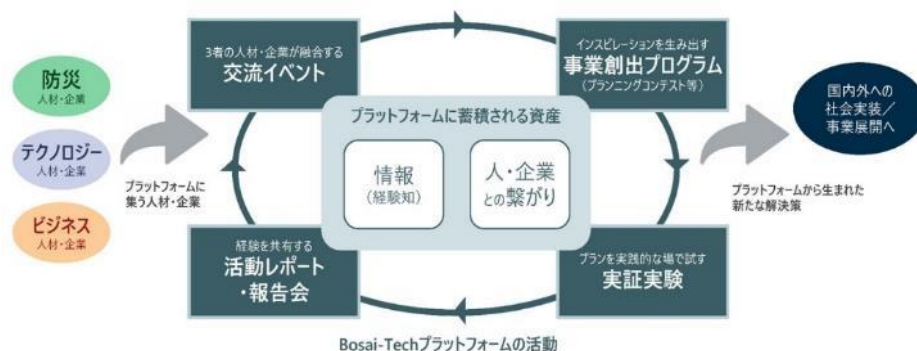 防災
人材・企業
テクノロジー
人材・企業
ビジネス
人材・企業
プラットフォームに
集う人材・企業
3者の人材・企業が融合する
交流イベント
インスピレーションを生み出す
事業創出プログラム
（プランニングコンテスト等）
プラットフォームに蓄積される資産
情報
（経験知）
人・企業
との繋がり
経験を共有する
活動レポート
・報告会
プランを実践的な場で試す
実証実験
国内外への
社会実装／
事業展開へ
プラットフォームから生まれた
新たな解決策
Bosai-Techプラットフォームの活動